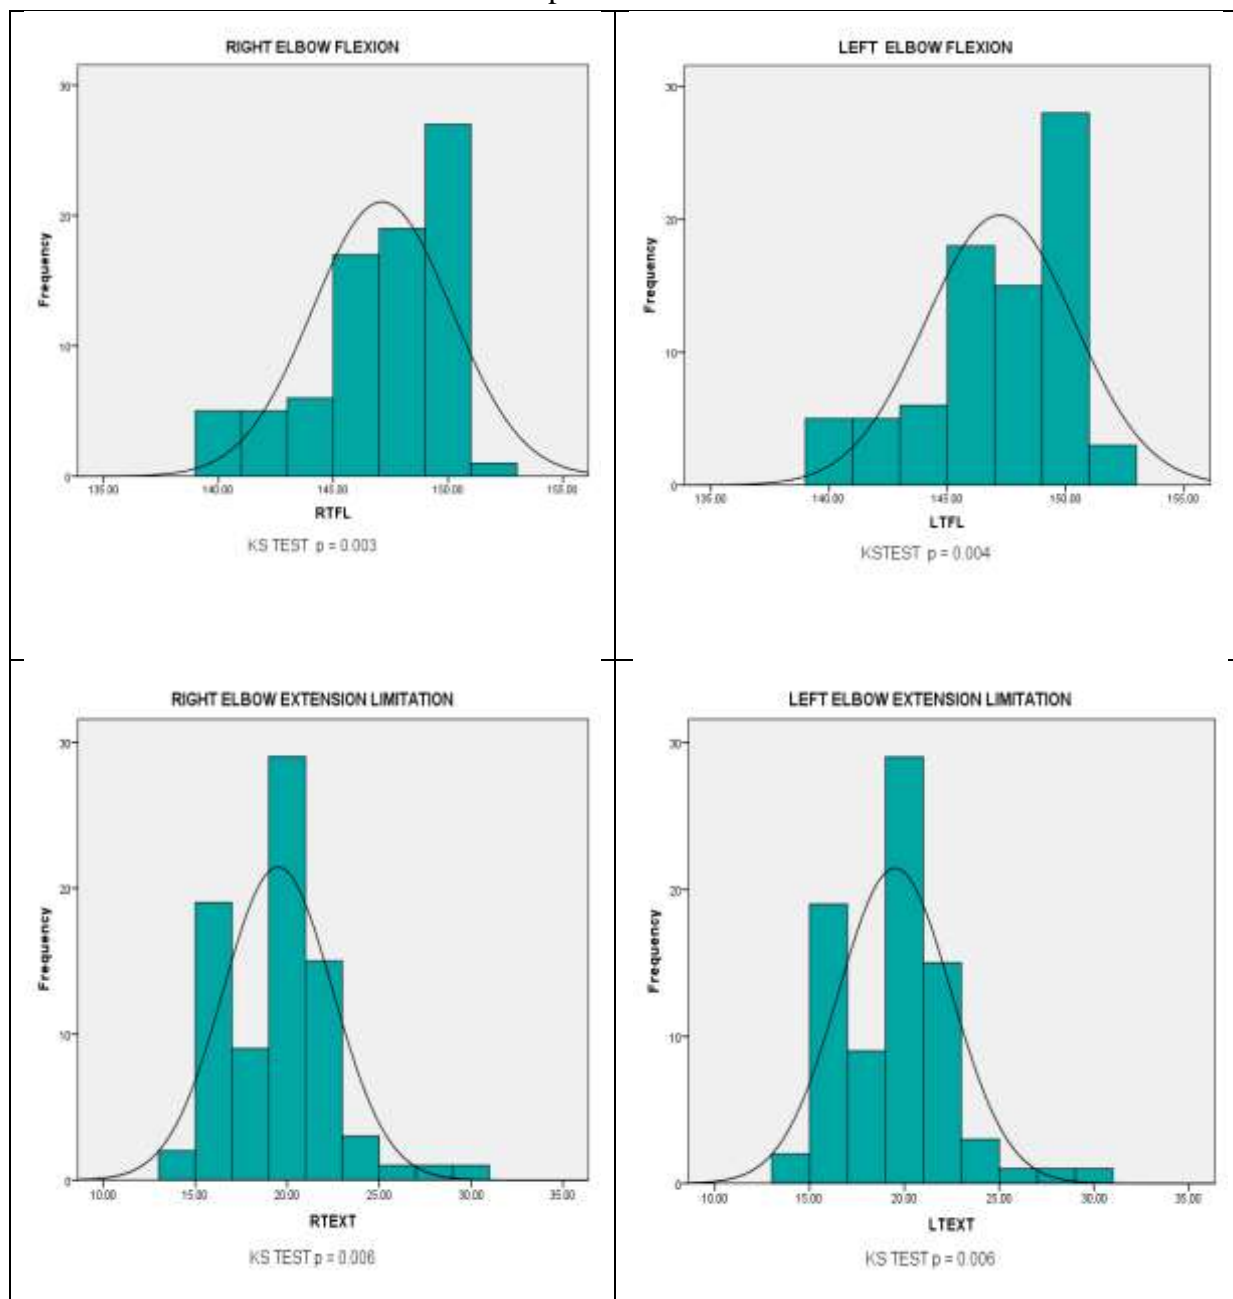 RIGHT ELBOW FLEXION
30
20
10
0
Frequency
135.00 140.00 145.00 150.00 155.00
RTFL
KS TEST p = 0.003
LEFT ELBOW FLEXION
30
20
10
0
Frequency
135.00 140.00 145.00 150.00 155.00
LTFL
KSTEST p = 0.004
RIGHT ELBOW EXTENSION LIMITATION
30
20
10
0
Frequency
10.00 15.00 20.00 25.00 30.00 35.00
RTEXT
KS TEST p = 0.006
LEFT ELBOW EXTENSION LIMITATION
30
20
10
0
Frequency
10.00 15.00 20.00 25.00 30.00 35.00
LTEXT
KS TEST p = 0.006